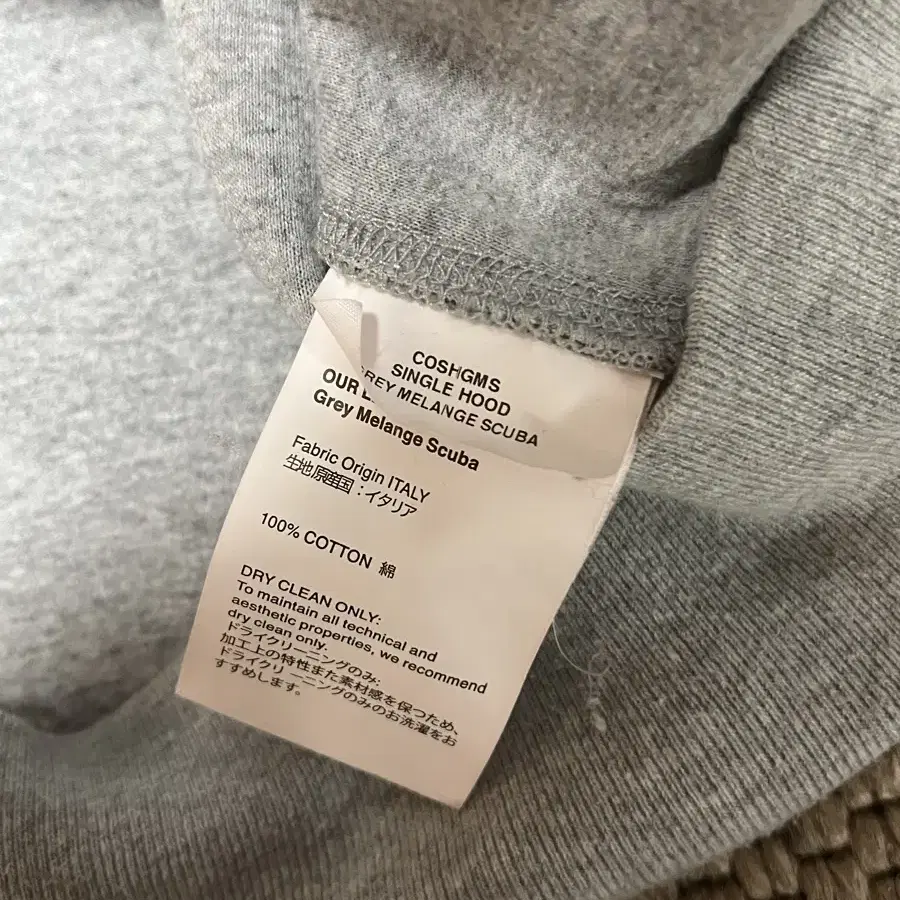 COSHGMS
SINGLE HOOD
GREY MELANGE SCUBA
OUR
Grey Melange Scuba
Fabric Origin ITALY
生地原産国：イタリア
100% COTTON 綿
DRY CLEAN ONLY:
To maintain all technical and
aesthetic properties, we recommend
dry clean only.
ドライクリーニングのみ:
加工上の特性また素材感を保つため、
ドライクリーニングのみのお洗濯をお
すすめします。